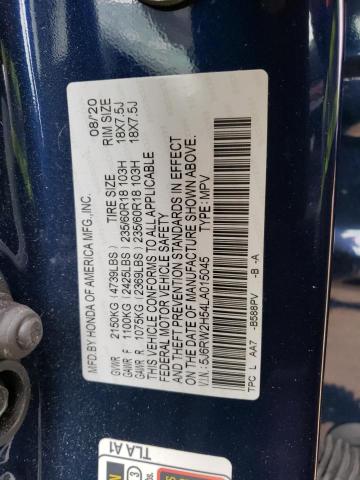 MFD.BY HONDA OF AMERICA MFG.,INC. 08/'20
TIRE SIZE RIM SIZE
GVWR 2150KG (4739LBS)
GAWR F 1100KG (2425LBS) 235/60R18 103H 18X7.5J
GAWR R 1075KG (2369LBS) 235/60R18 103H 18X7.5J
THIS VEHICLE CONFORMS TO ALL APPLICABLE
FEDERAL MOTOR VEHICLE SAFETY
AND THEFT PREVENTION STANDARDS IN EFFECT
ON THE DATE OF MANUFACTURE SHOWN ABOVE.
V.I.N.: 5J6RW2H54LA015045 TYPE: MPV
TPC L AA7 -B588PV -B -A
TLA A1
3